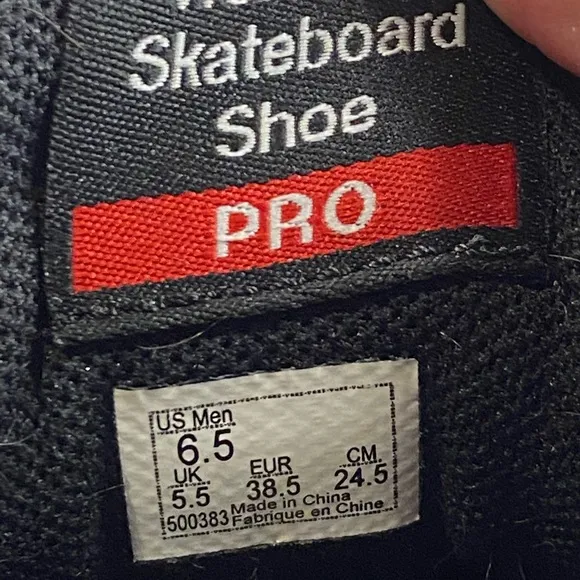 Skateboard
Shoe
PRO
US Men
6.5
UK EUR CM.
5.5 38.5 24.5
500383 Made in China
Fabrique en Chine